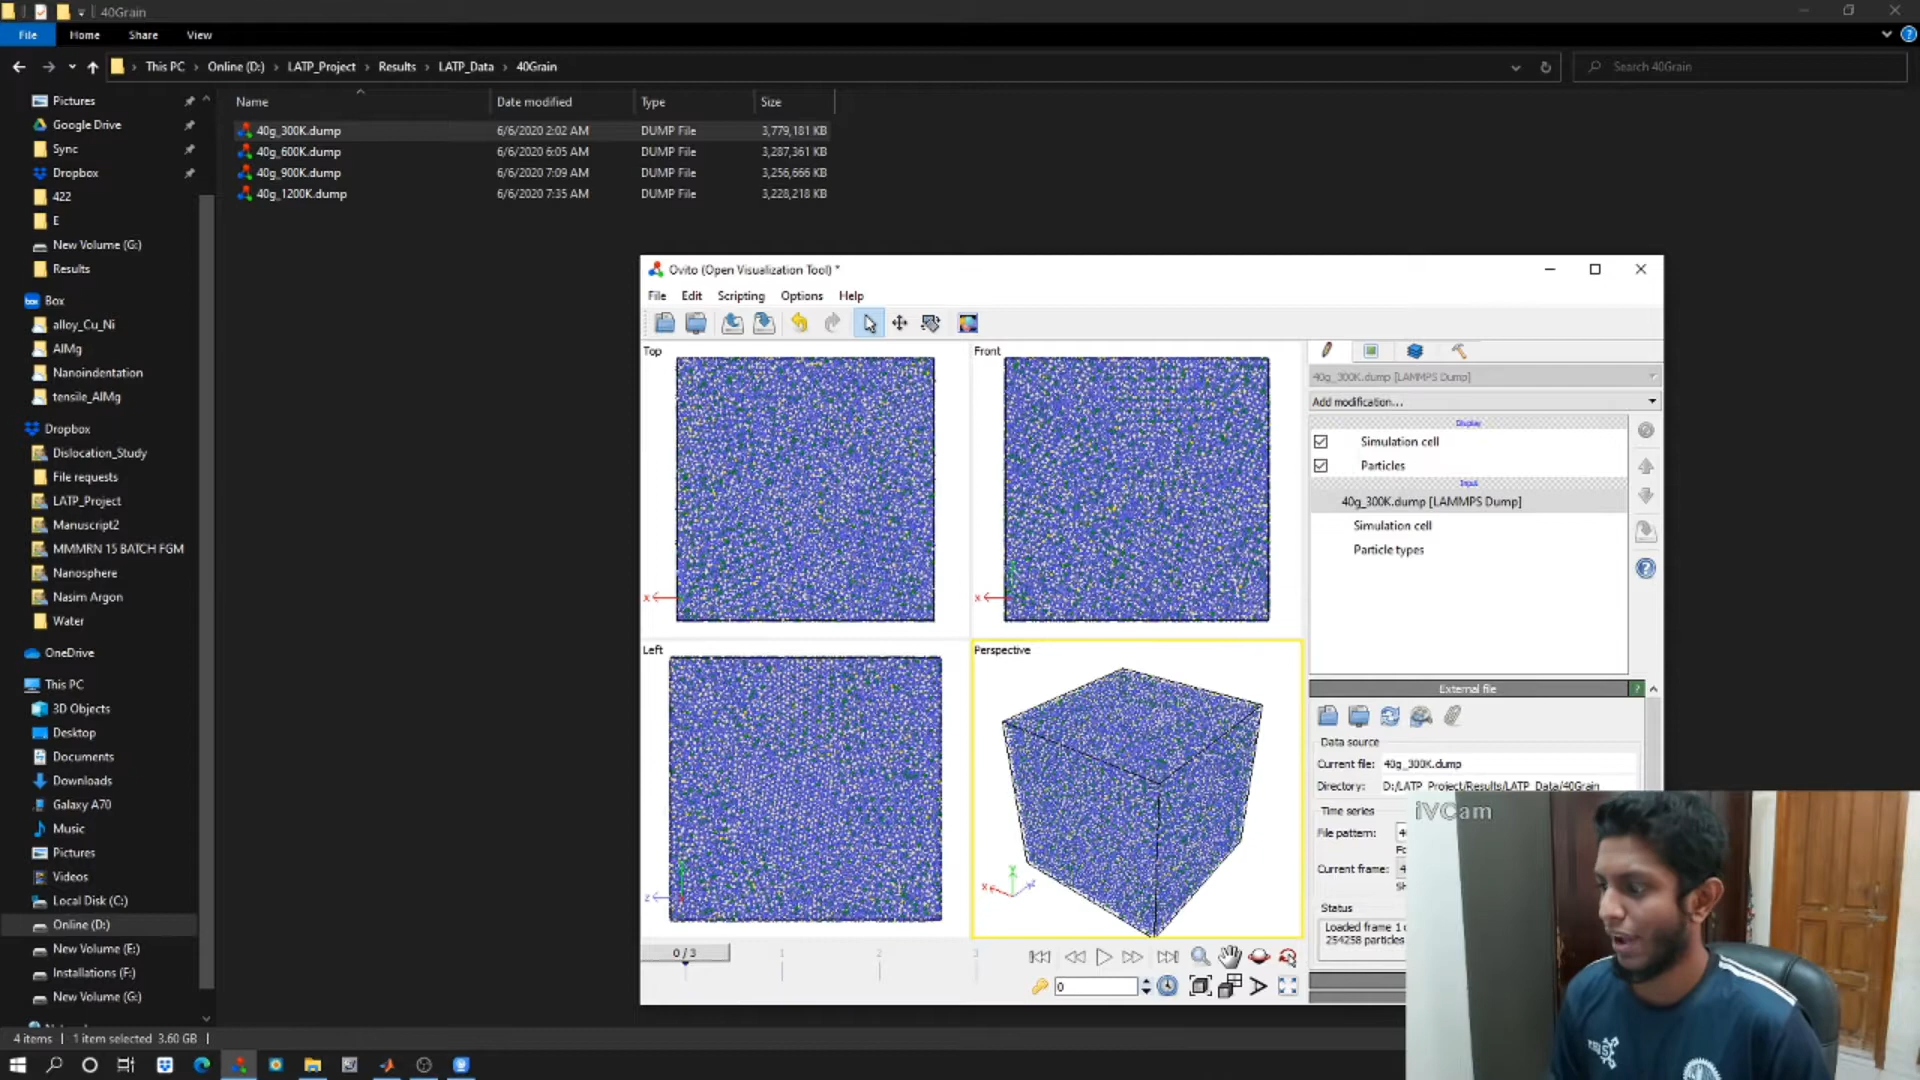 40Grain
File Home Share View
This PC Online (D:) LATP_Project Results LATP_Data 40Grain
Search 40Grain
Name Date modified Type Size
40g_300K.dump 6/6/2020 2:02 AM DUMP File 3,779,181 KB
40g_600K.dump 6/6/2020 6:05 AM DUMP File 3,287,361 KB
40g_900K.dump 6/6/2020 7:09 AM DUMP File 3,256,666 KB
40g_1200K.dump 6/6/2020 7:35 AM DUMP File 3,228,218 KB
Pictures
Google Drive
Sync
Dropbox
422
E
New Volume (G:)
Results
box Box
alloy_Cu_Ni
AlMg
Nanoindentation
tensile_AlMg
Dropbox
Dislocation_Study
File requests
LATP_Project
Manuscript2
MMMRN 15 BATCH FGM
Nanosphere
Nasim Argon
Water
OneDrive
This PC
3D Objects
Desktop
Documents
Downloads
Galaxy A70
Music
Pictures
Videos
Local Disk (C:)
Online (D:)
New Volume (E:)
Installations (F:)
New Volume (G:)
4 items 1 item selected 3.60 GB
Ovito (Open Visualization Tool) *
File Edit Scripting Options Help
Top
Front
Left
Perspective
x
x
z
x
y
0 / 3
1
2
3
0
40g_300K.dump [LAMMPS Dump]
Add modification...
Display
Simulation cell
Particles
Input
40g_300K.dump [LAMMPS Dump]
Simulation cell
Particle types
External file
?
Data source
Current file: 40g_300K.dump
Directory: D:/LATP_Project/Results/LATP_Data/40Grain
Time series
File pattern:
Current frame:
Status
Loaded frame 1
254258 particles
iVCam